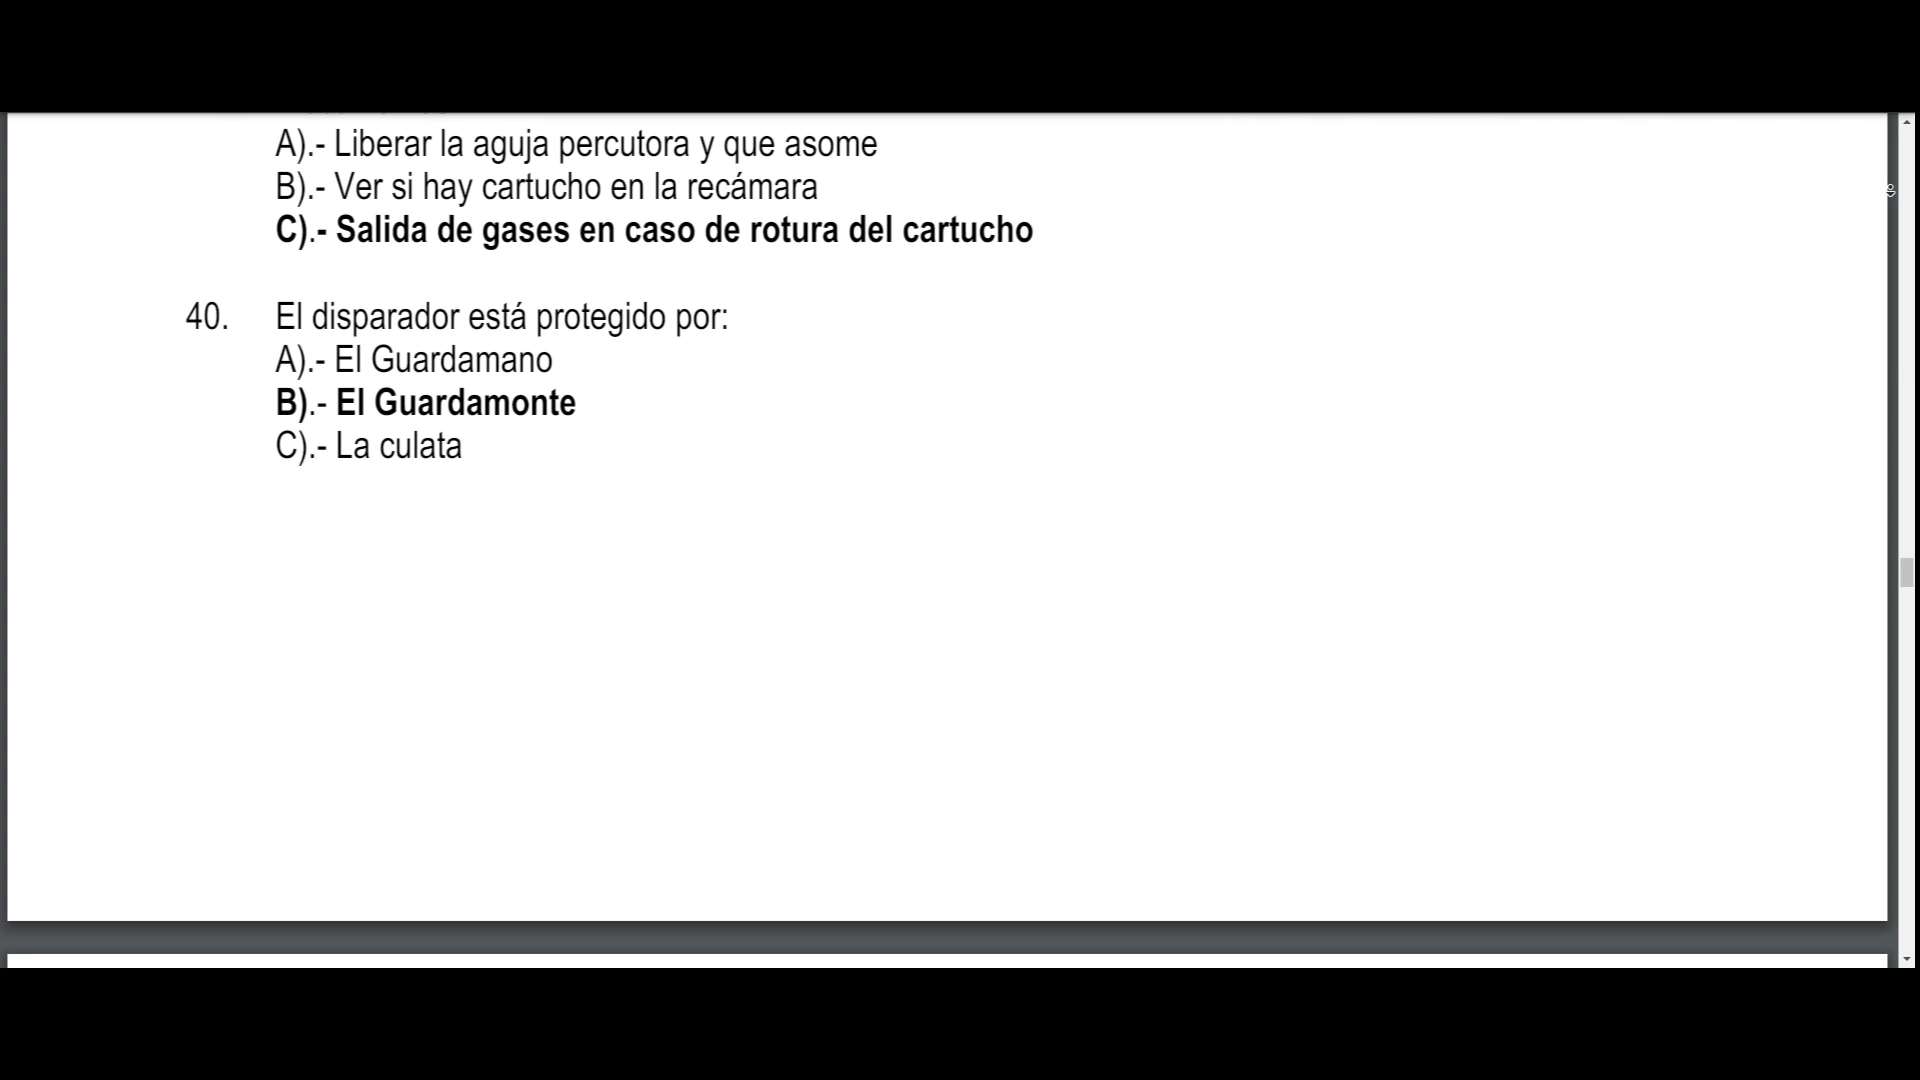 A).- Liberar la aguja percutora y que asome
B).- Ver si hay cartucho en la recámara
C).- Salida de gases en caso de rotura del cartucho
40. El disparador está protegido por:
A).- El Guardamano
B).- El Guardamonte
C).- La culata